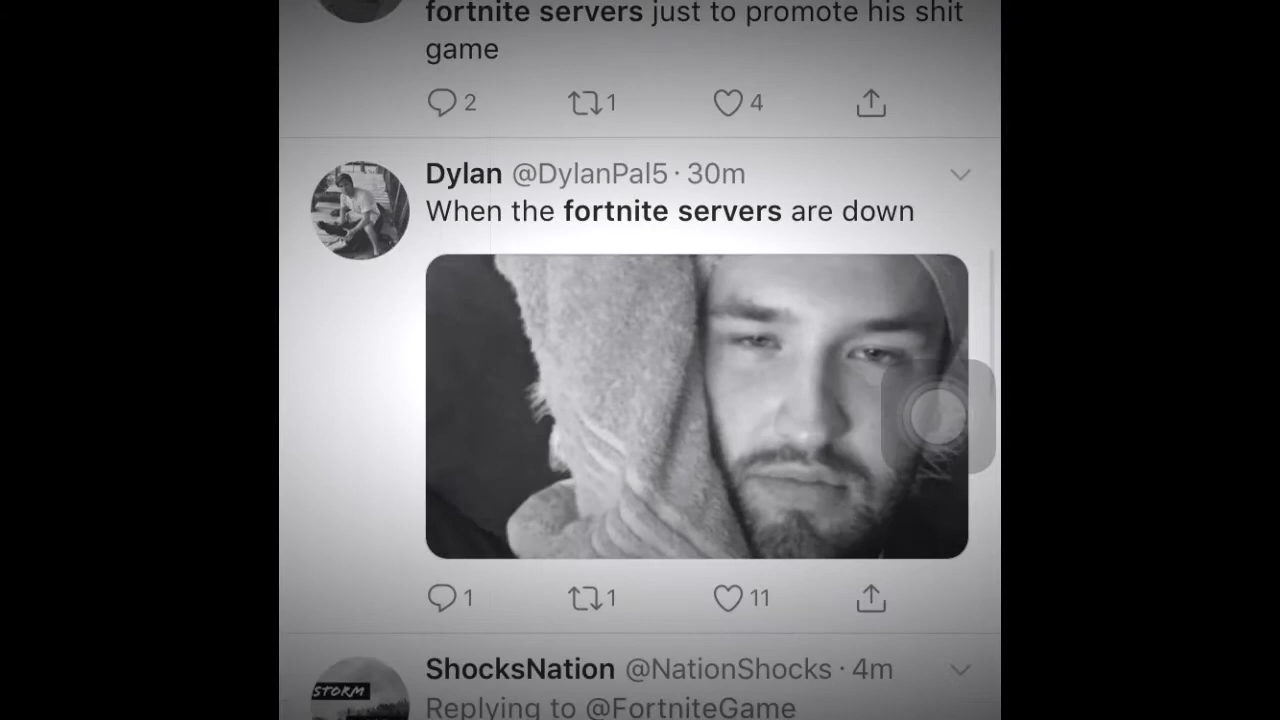 fortnite servers just to promote his shit
game
2 1 4
Dylan @DylanPal5 · 30m
When the fortnite servers are down
1 1 11
ShocksNation @NationShocks · 4m
STORM
Replying to @FortniteGame